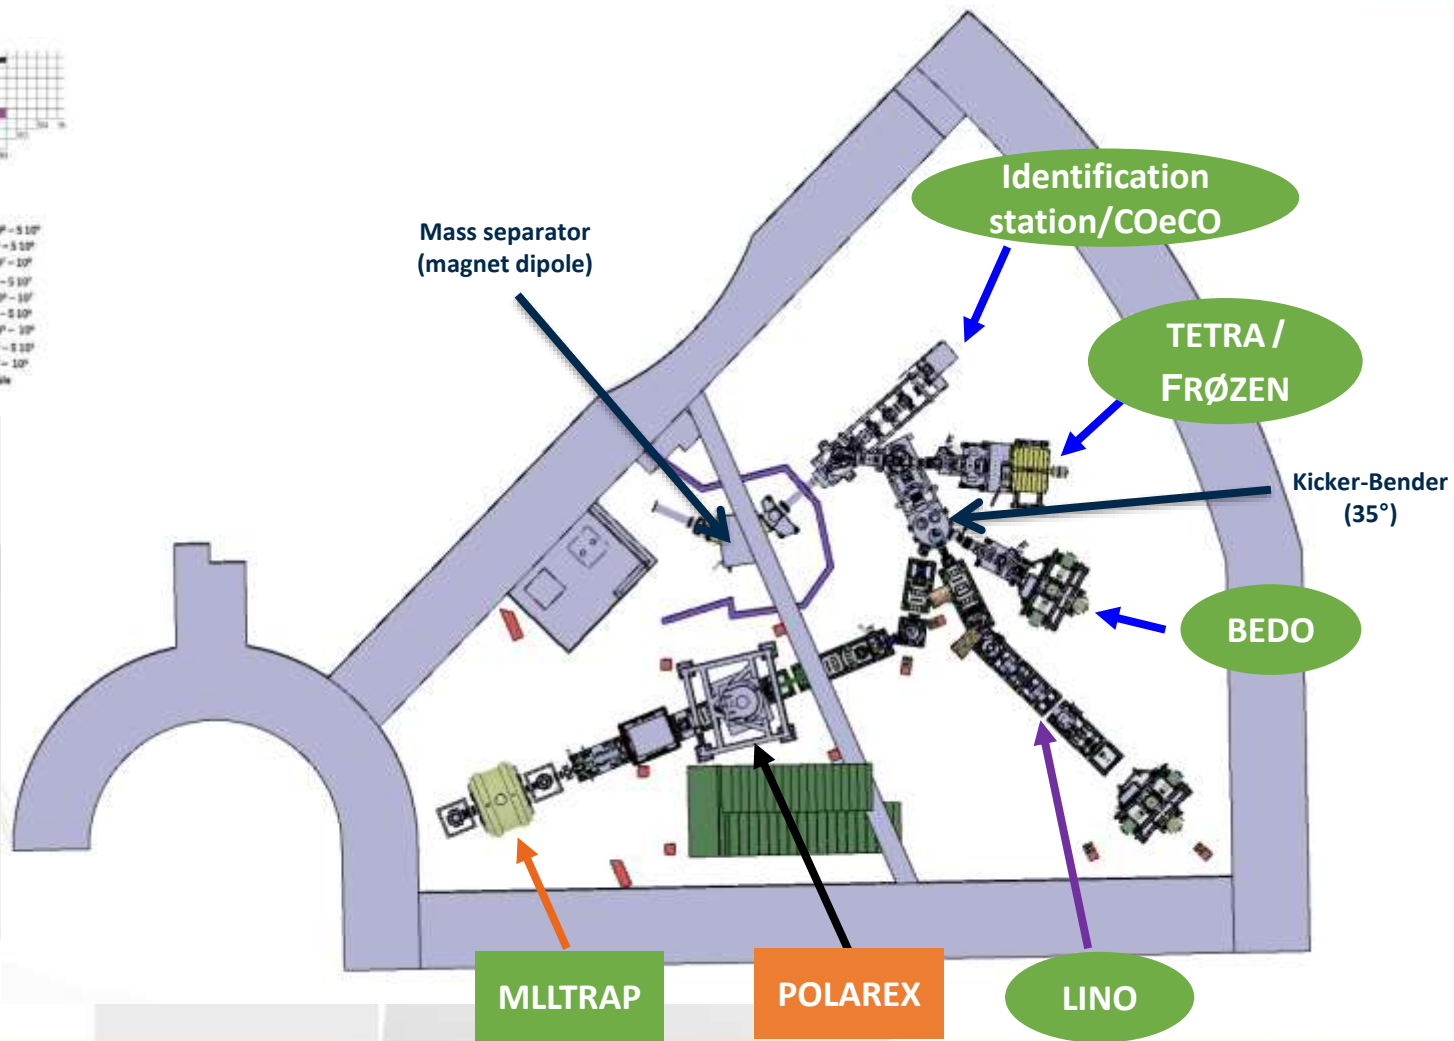 Identification
station/COeCO
Mass separator
(magnet dipole)
TETRA /
FRØZEN
Kicker-Bender
(35°)
BEDO
MLLTRAP
POLAREX
LINO